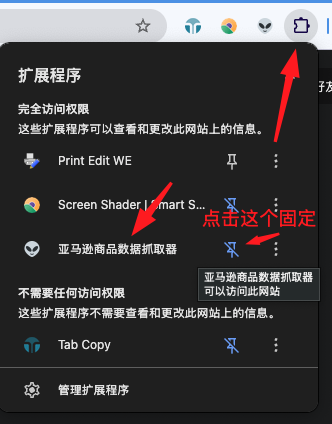 扩展程序
完全访问权限
这些扩展程序可以查看和更改此网站上的信息。
Print Edit WE
Screen Shader | Smart S...
点击这个固定
亚马逊商品数据抓取器
亚马逊商品数据抓取器
可以访问此网站
不需要任何访问权限
这些扩展程序不需要查看和更改此网站上的信息。
Tab Copy
管理扩展程序